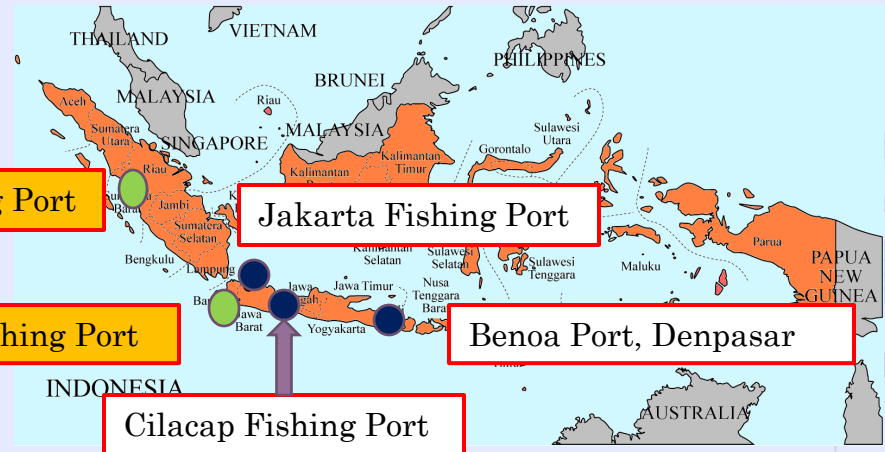 THAILAND
VIETNAM
PHILIPPINES
BRUNEI
MALAYSIA
Aceh
Riau
Sumatera
Utara
SINGAPORE
MALAYSIA
Sulawesi
Utara
Gorontalo
Kalimantan
Timur
Riau
Kalimantan
Port
Barat
Jambi
Jakarta Fishing Port
Sumatera
Selatan
Parua
Bengkulu
Lampung
Kalimantan
Selatan
Sulawesi
Selatan
Sulawesi
Tenggara
Maluku
PAPUA
NEW
GUINEA
Jawa Timur
Nusa
Tenggara
Barat
Jawa
Barat
Yogyakarta
hing Port
Benoa Port, Denpasar
INDONESIA
AUSTRALIA
Cilacap Fishing Port